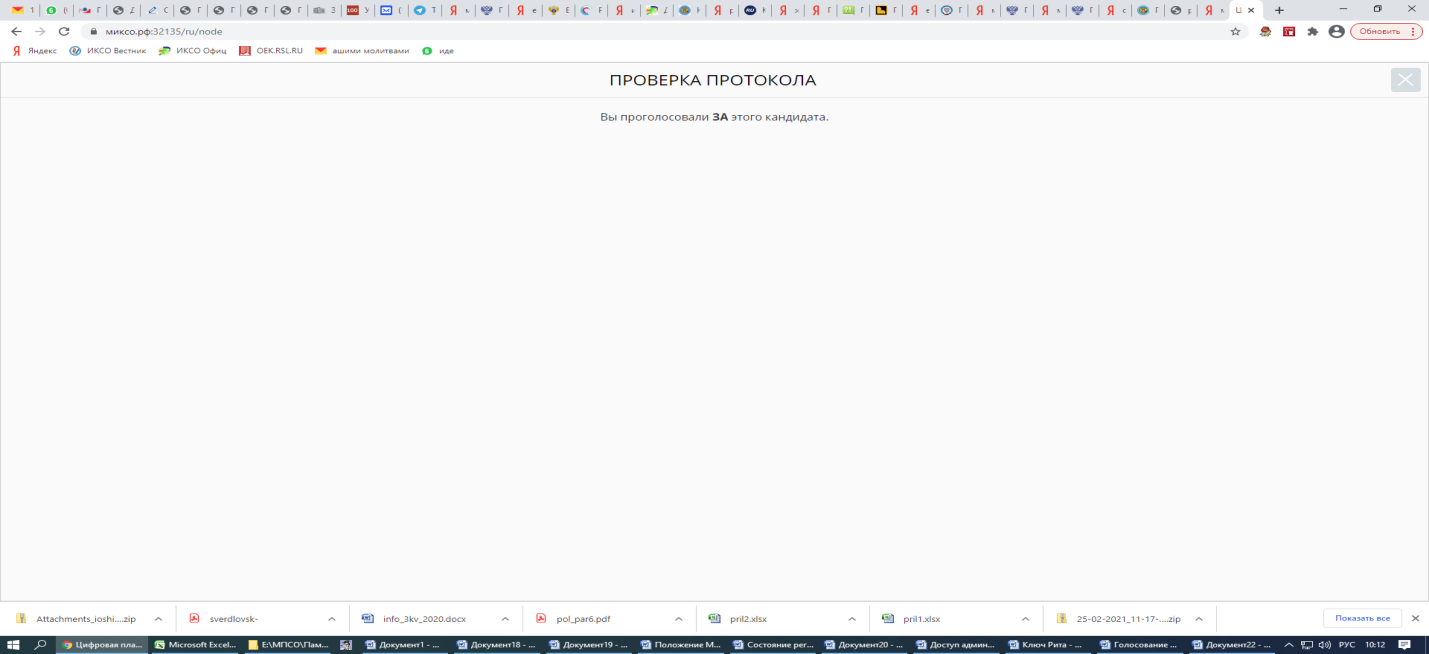 миксо.рф:32135/ru/node
Обновить
Яндекс ИКСО Вестник ИКСО Офиц OEK.RSL.RU ашими молитвами иде
ПРОВЕРКА ПРОТОКОЛА
Вы проголосовали ЗА этого кандидата.
Attachments_ioshi....zip sverdlovsk- info_3kv_2020.docx pol_par6.pdf pril2.xlsx pril1.xlsx 25-02-2021_11-17-....zip Показать все
Цифровая пла... Microsoft Excel... E:\МПСО\Пам... Документ1 - ... Документ18 - ... Документ19 - ... Положение М... Состояние рег... Документ20 - ... Доступ админ... Ключ Рита - ... Голосование ... Документ22 - ... РУС 10:12